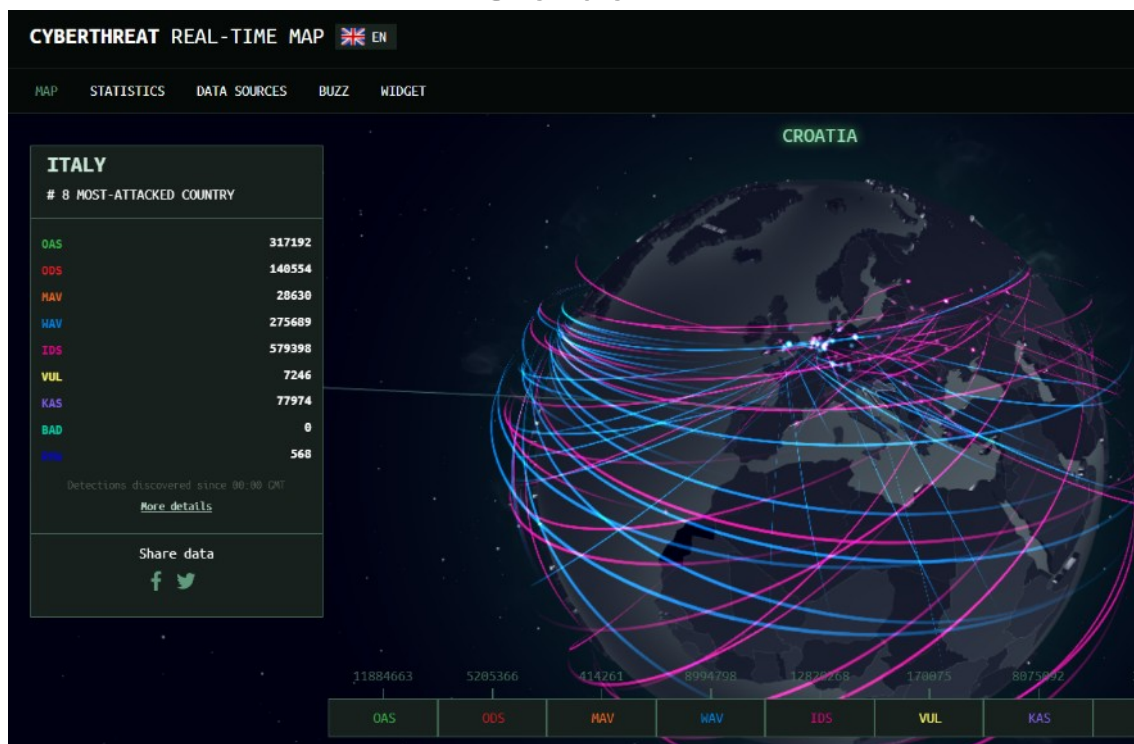 CYBERTHREAT REAL-TIME MAP EN
MAP STATISTICS DATA SOURCES BUZZ WIDGET
CROATIA
ITALY
# 8 MOST-ATTACKED COUNTRY
OAS 317192
ODS 140554
MAV 28630
WAV 275689
IDS 579398
VUL 7246
KAS 77974
BAD 0
568
Detections discovered since 00:00 GMT
More details
Share data
11884663 5205366 414261 8994798 170075
OAS ODS MAV WAV IDS VUL KAS